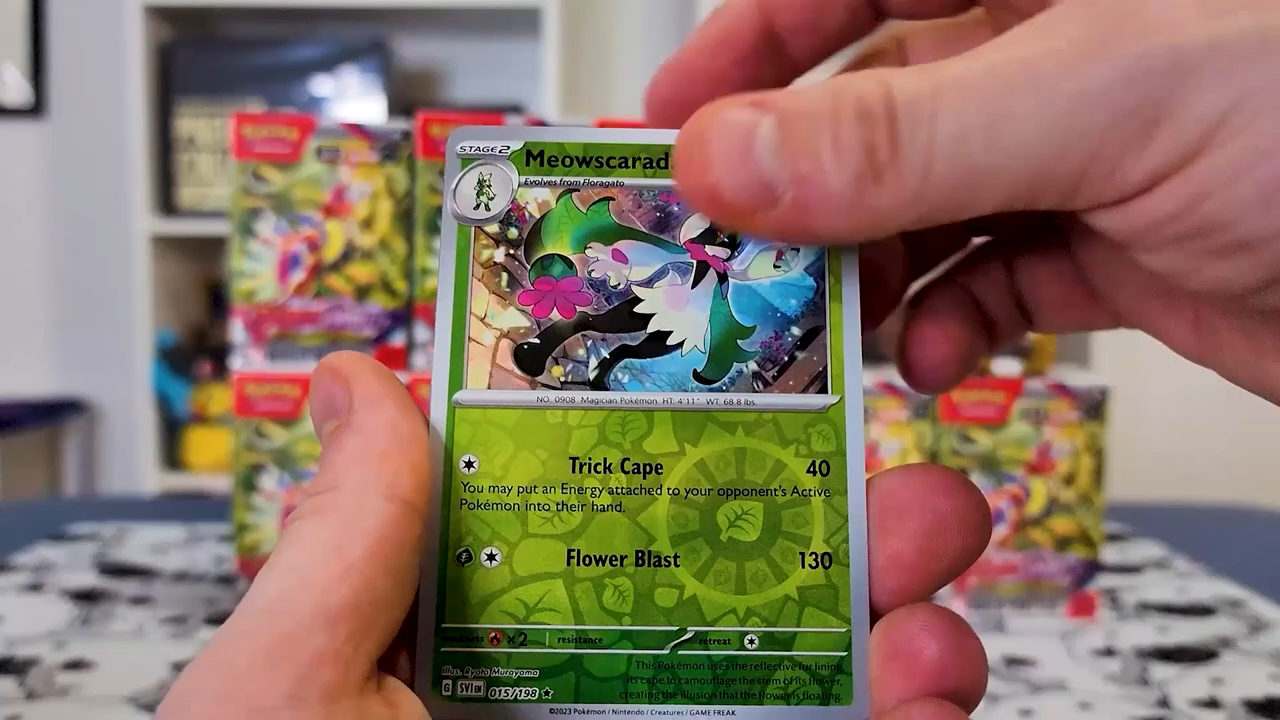 STAGE2
Meowscarad
Evolves from Floragato
NO. 0908 Magician Pokémon HT: 4'11" WT: 68.8 lbs.
Trick Cape 40
You may put an Energy attached to your opponent's Active
Pokémon into their hand.
Flower Blast 130
weakness ×2 resistance retreat
This Pokémon uses the reflective fur lining
its cape to camouflage the stem of its flower,
creating the illusion that the flower is floating.
Illus. Ryota Murayama
G SVI EN 015/198 ★
©2023 Pokémon / Nintendo / Creatures / GAME FREAK